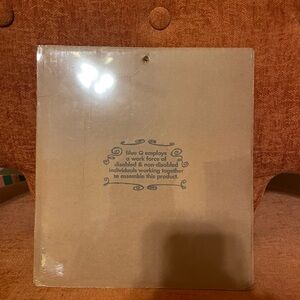 Blue Q employs
a work force of
disabled & non-disabled
individuals working together
to assemble this product.